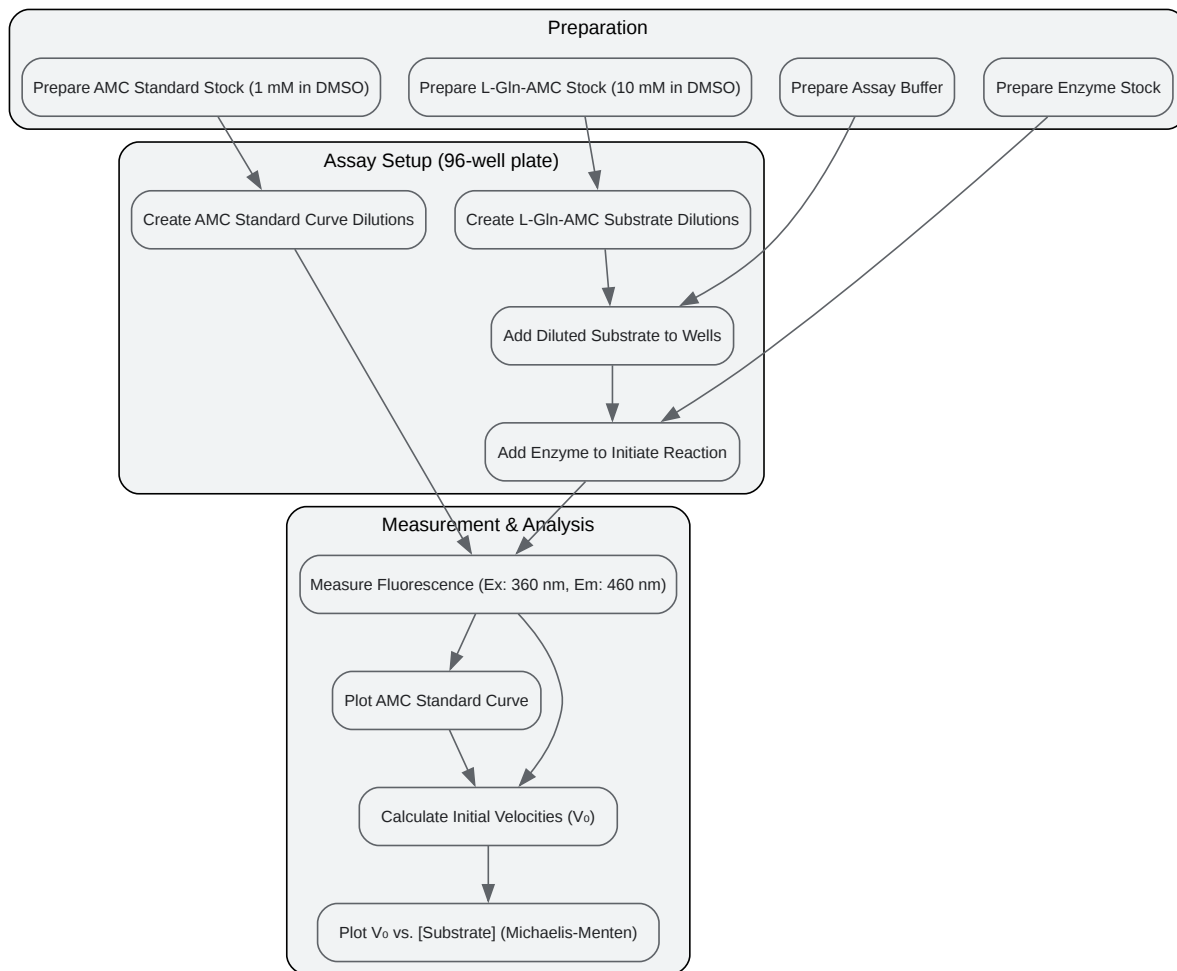 Preparation
Prepare AMC Standard Stock (1 mM in DMSO)
Prepare L-Gln-AMC Stock (10 mM in DMSO)
Prepare Assay Buffer
Prepare Enzyme Stock
Assay Setup (96-well plate)
Create AMC Standard Curve Dilutions
Create L-Gln-AMC Substrate Dilutions
Add Diluted Substrate to Wells
Add Enzyme to Initiate Reaction
Measurement & Analysis
Measure Fluorescence (Ex: 360 nm, Em: 460 nm)
Plot AMC Standard Curve
Calculate Initial Velocities (V₀)
Plot V₀ vs. [Substrate] (Michaelis-Menten)